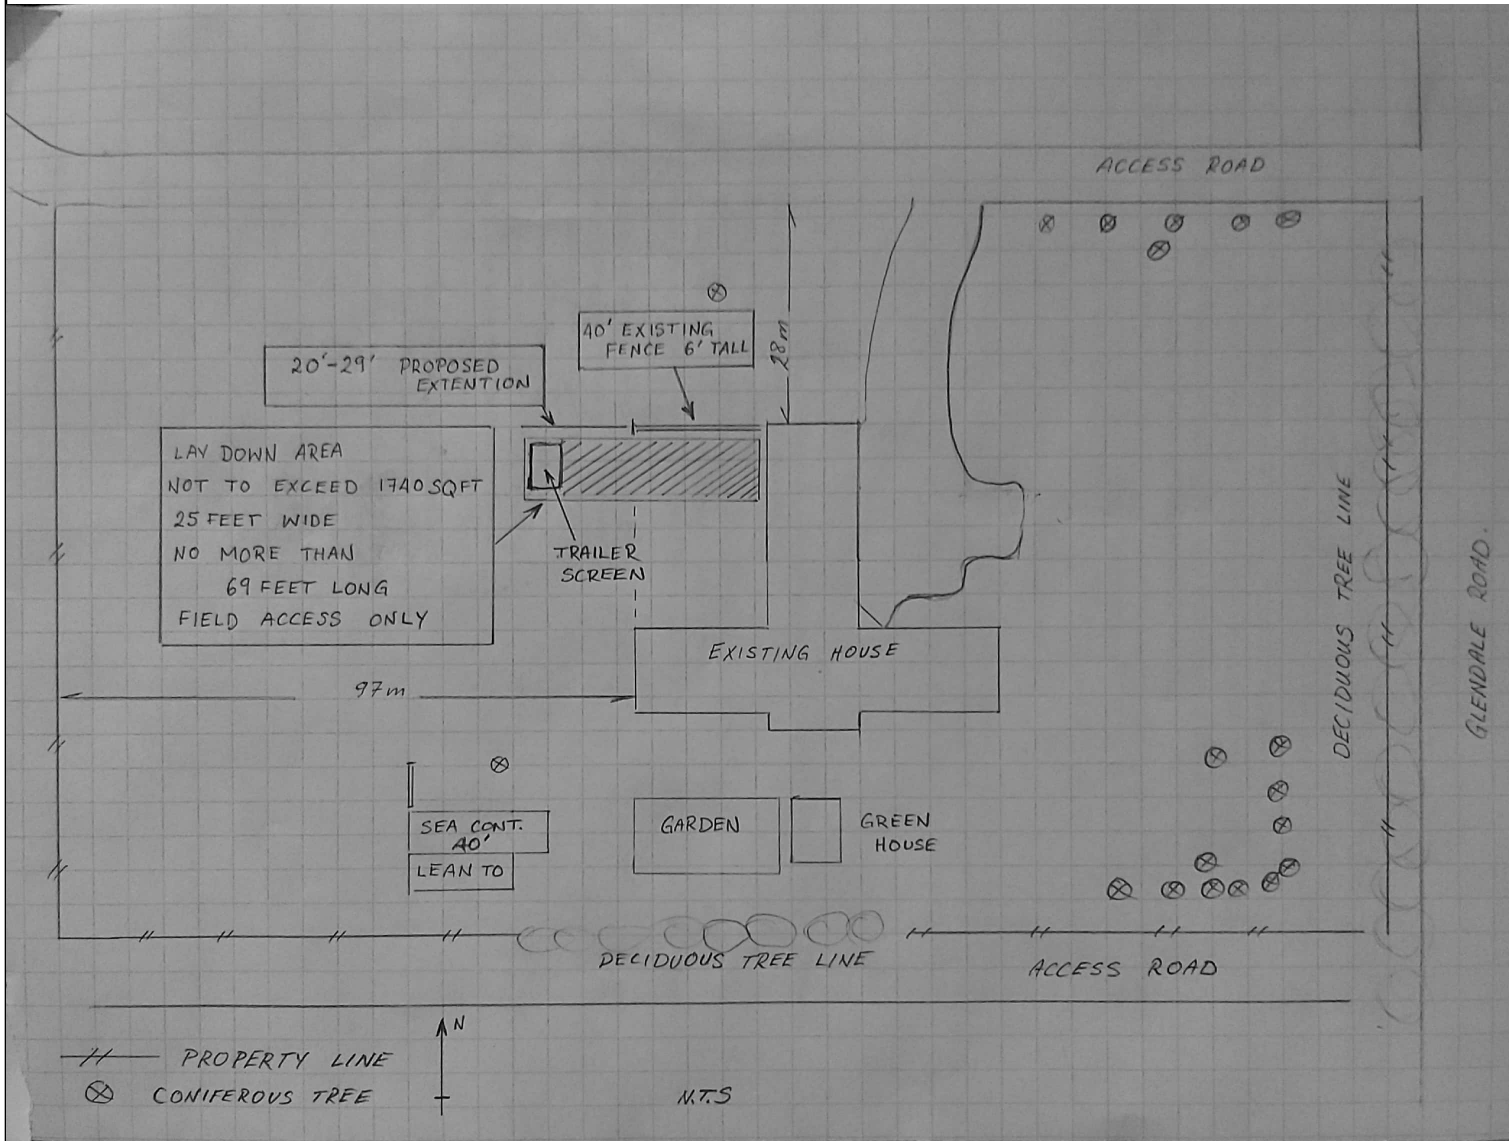 ACCESS ROAD
40' EXISTING
FENCE 6' TALL
28m
20'-29' PROPOSED
EXTENTION
LAY DOWN AREA
NOT TO EXCEED 1740 SQFT
25 FEET WIDE
NO MORE THAN
69 FEET LONG
FIELD ACCESS ONLY
TRAILER
SCREEN
EXISTING HOUSE
97m
DECIDUOUS TREE LINE
GLENDALE ROAD.
SEA CONT.
40'
LEAN TO
GARDEN
GREEN
HOUSE
DECIDUOUS TREE LINE
ACCESS ROAD
N
PROPERTY LINE
CONIFEROUS TREE
N.T.S